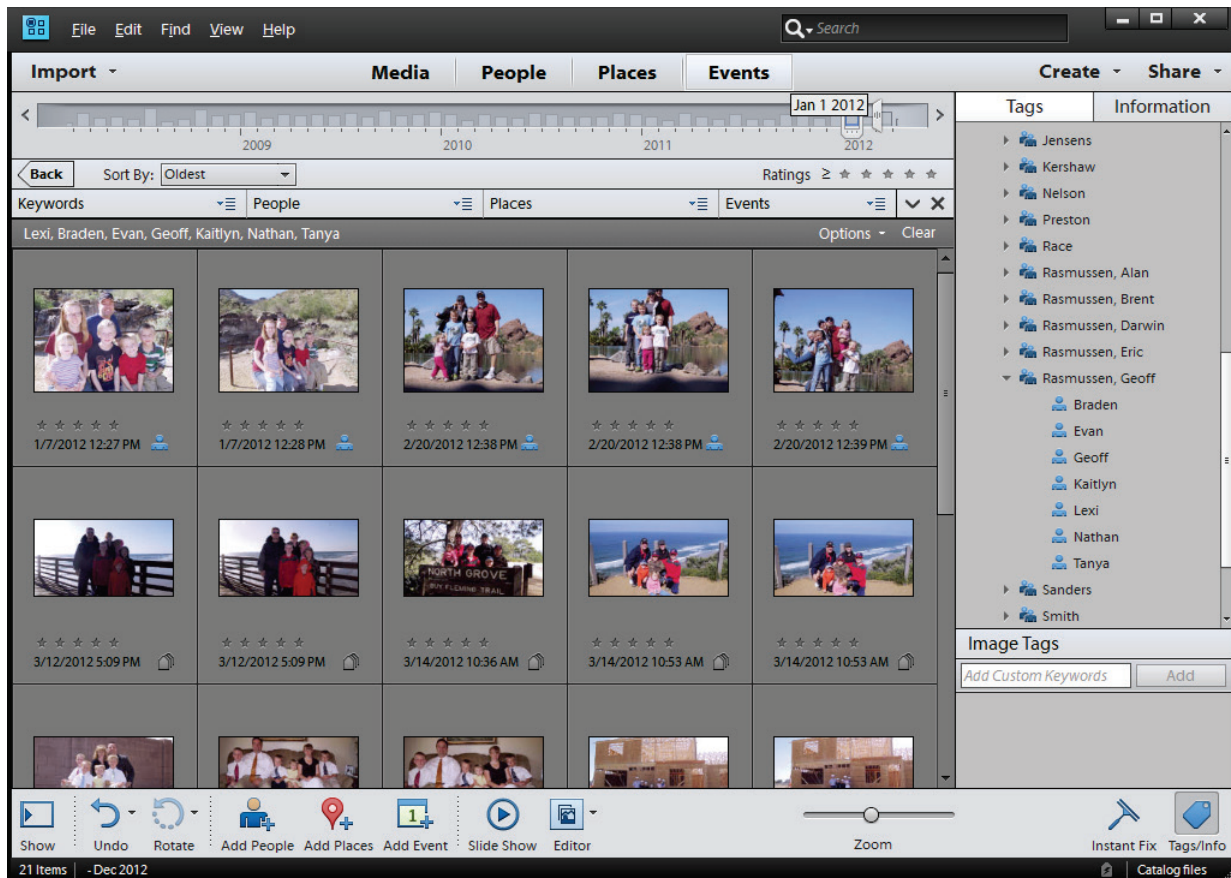 File Edit Find View Help
Search
Import Media People Places Events Create Share
Jan 1 2012
2009 2010 2011 2012
Back Sort By: Oldest Ratings ≥
Keywords People Places Events
Lexi, Braden, Evan, Geoff, Kaitlyn, Nathan, Tanya Options Clear
1/7/2012 12:27 PM 1/7/2012 12:28 PM 2/20/2012 12:38 PM 2/20/2012 12:38 PM 2/20/2012 12:39 PM
NORTH GROVE
GUY FLEMING TRAIL
3/12/2012 5:09 PM 3/12/2012 5:09 PM 3/14/2012 10:36 AM 3/14/2012 10:53 AM 3/14/2012 10:53 AM
Tags Information
Jensens
Kershaw
Nelson
Preston
Race
Rasmussen, Alan
Rasmussen, Brent
Rasmussen, Darwin
Rasmussen, Eric
Rasmussen, Geoff
Braden
Evan
Geoff
Kaitlyn
Lexi
Nathan
Tanya
Sanders
Smith
Image Tags
Add Custom Keywords Add
1
Show Undo Rotate Add People Add Places Add Event Slide Show Editor Zoom Instant Fix Tags/Info
21 Items - Dec 2012 Catalog files